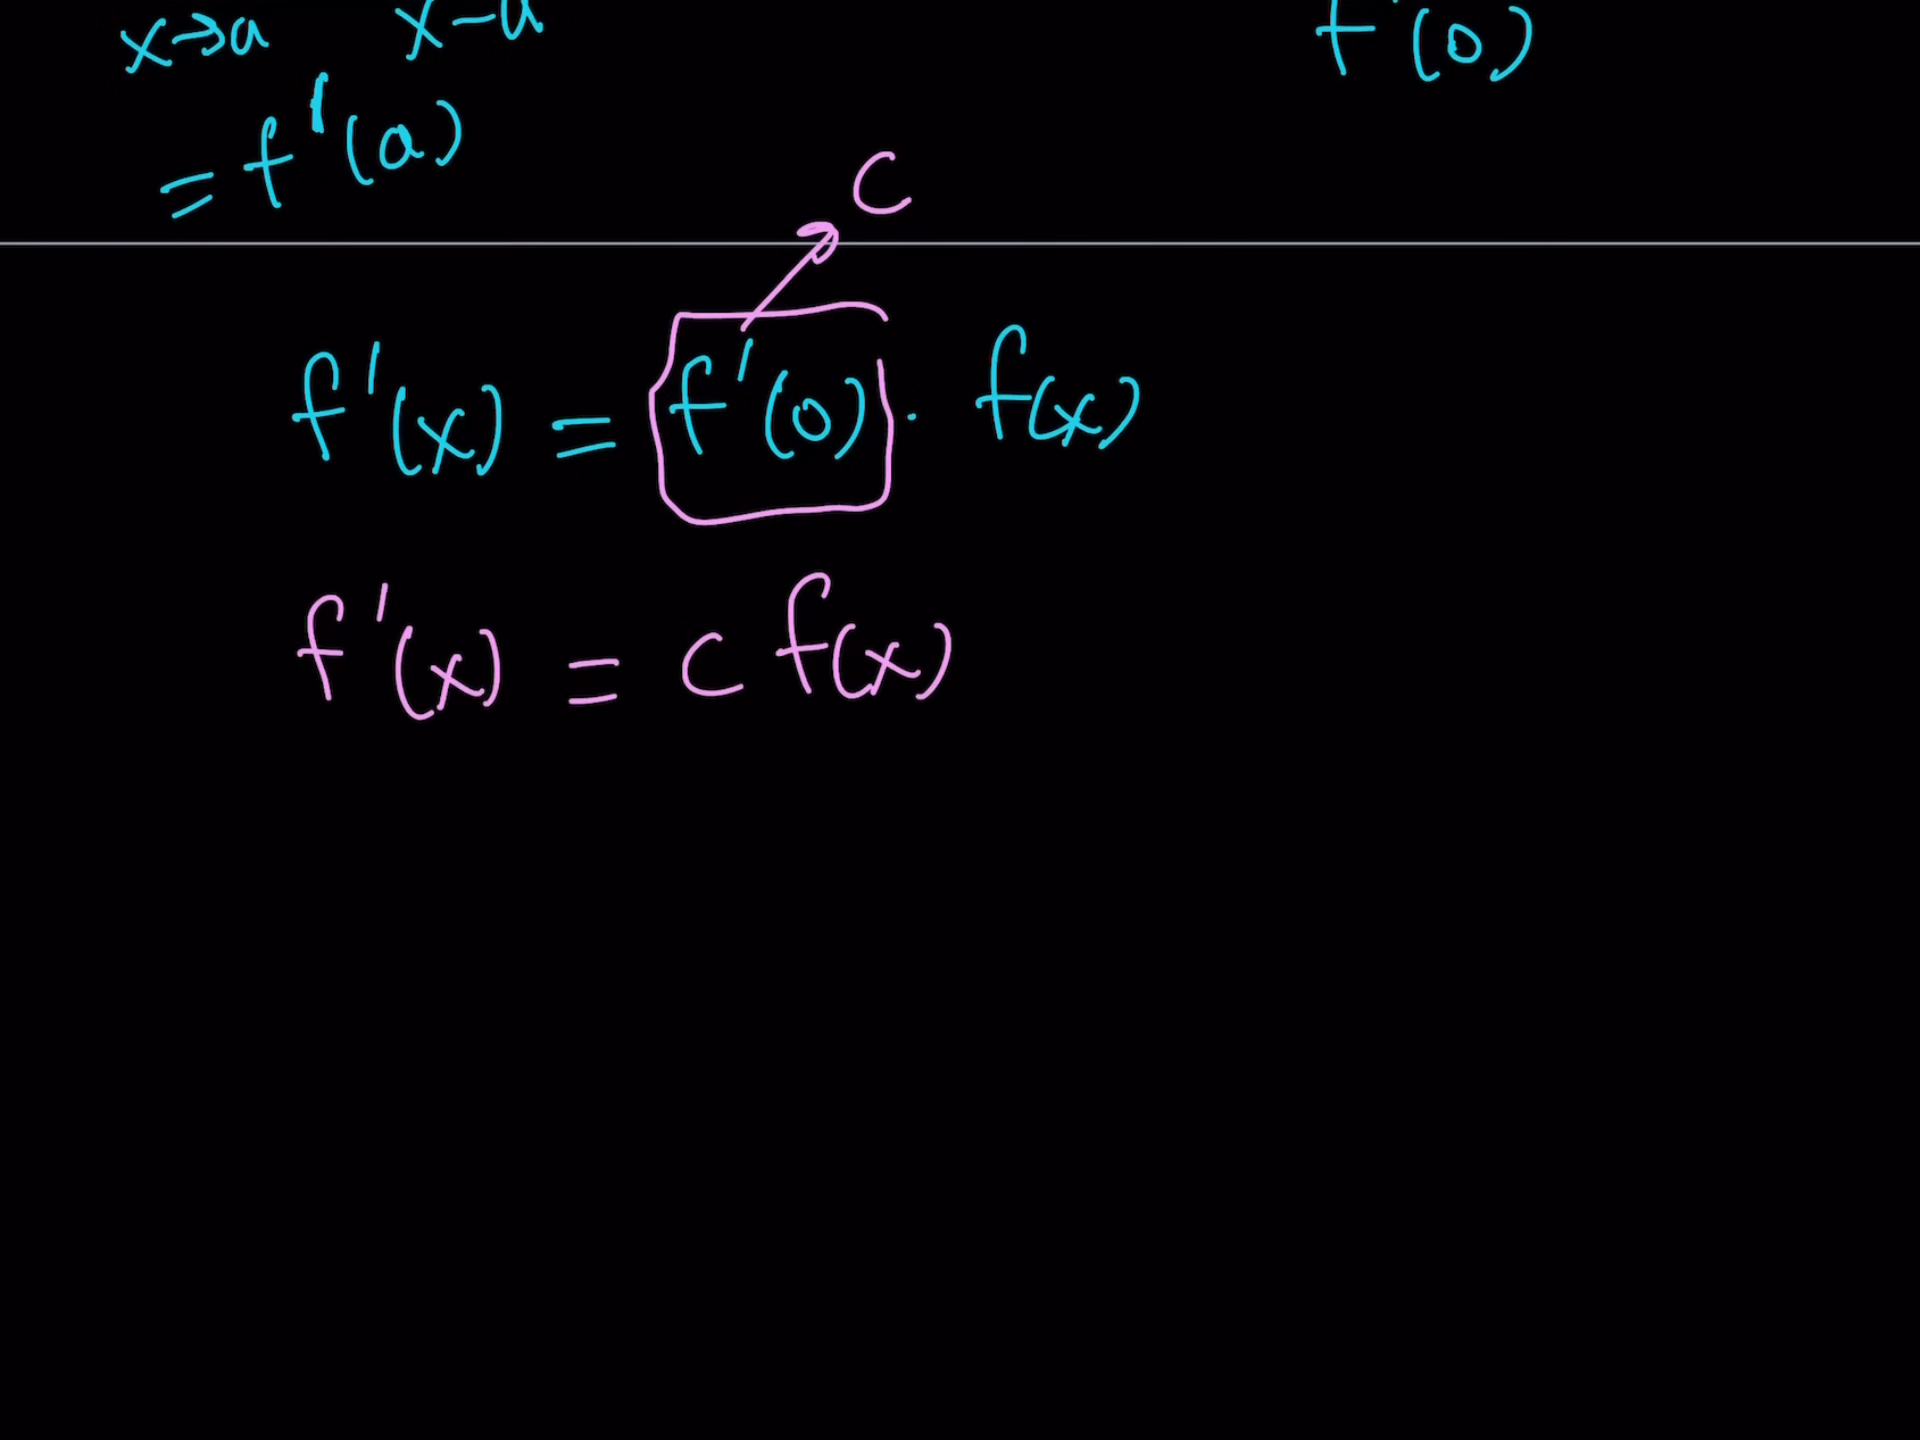 x→a x-a f'(0)
= f'(a)
C
f'(x) = f'(0) · f(x)
f'(x) = c f(x)